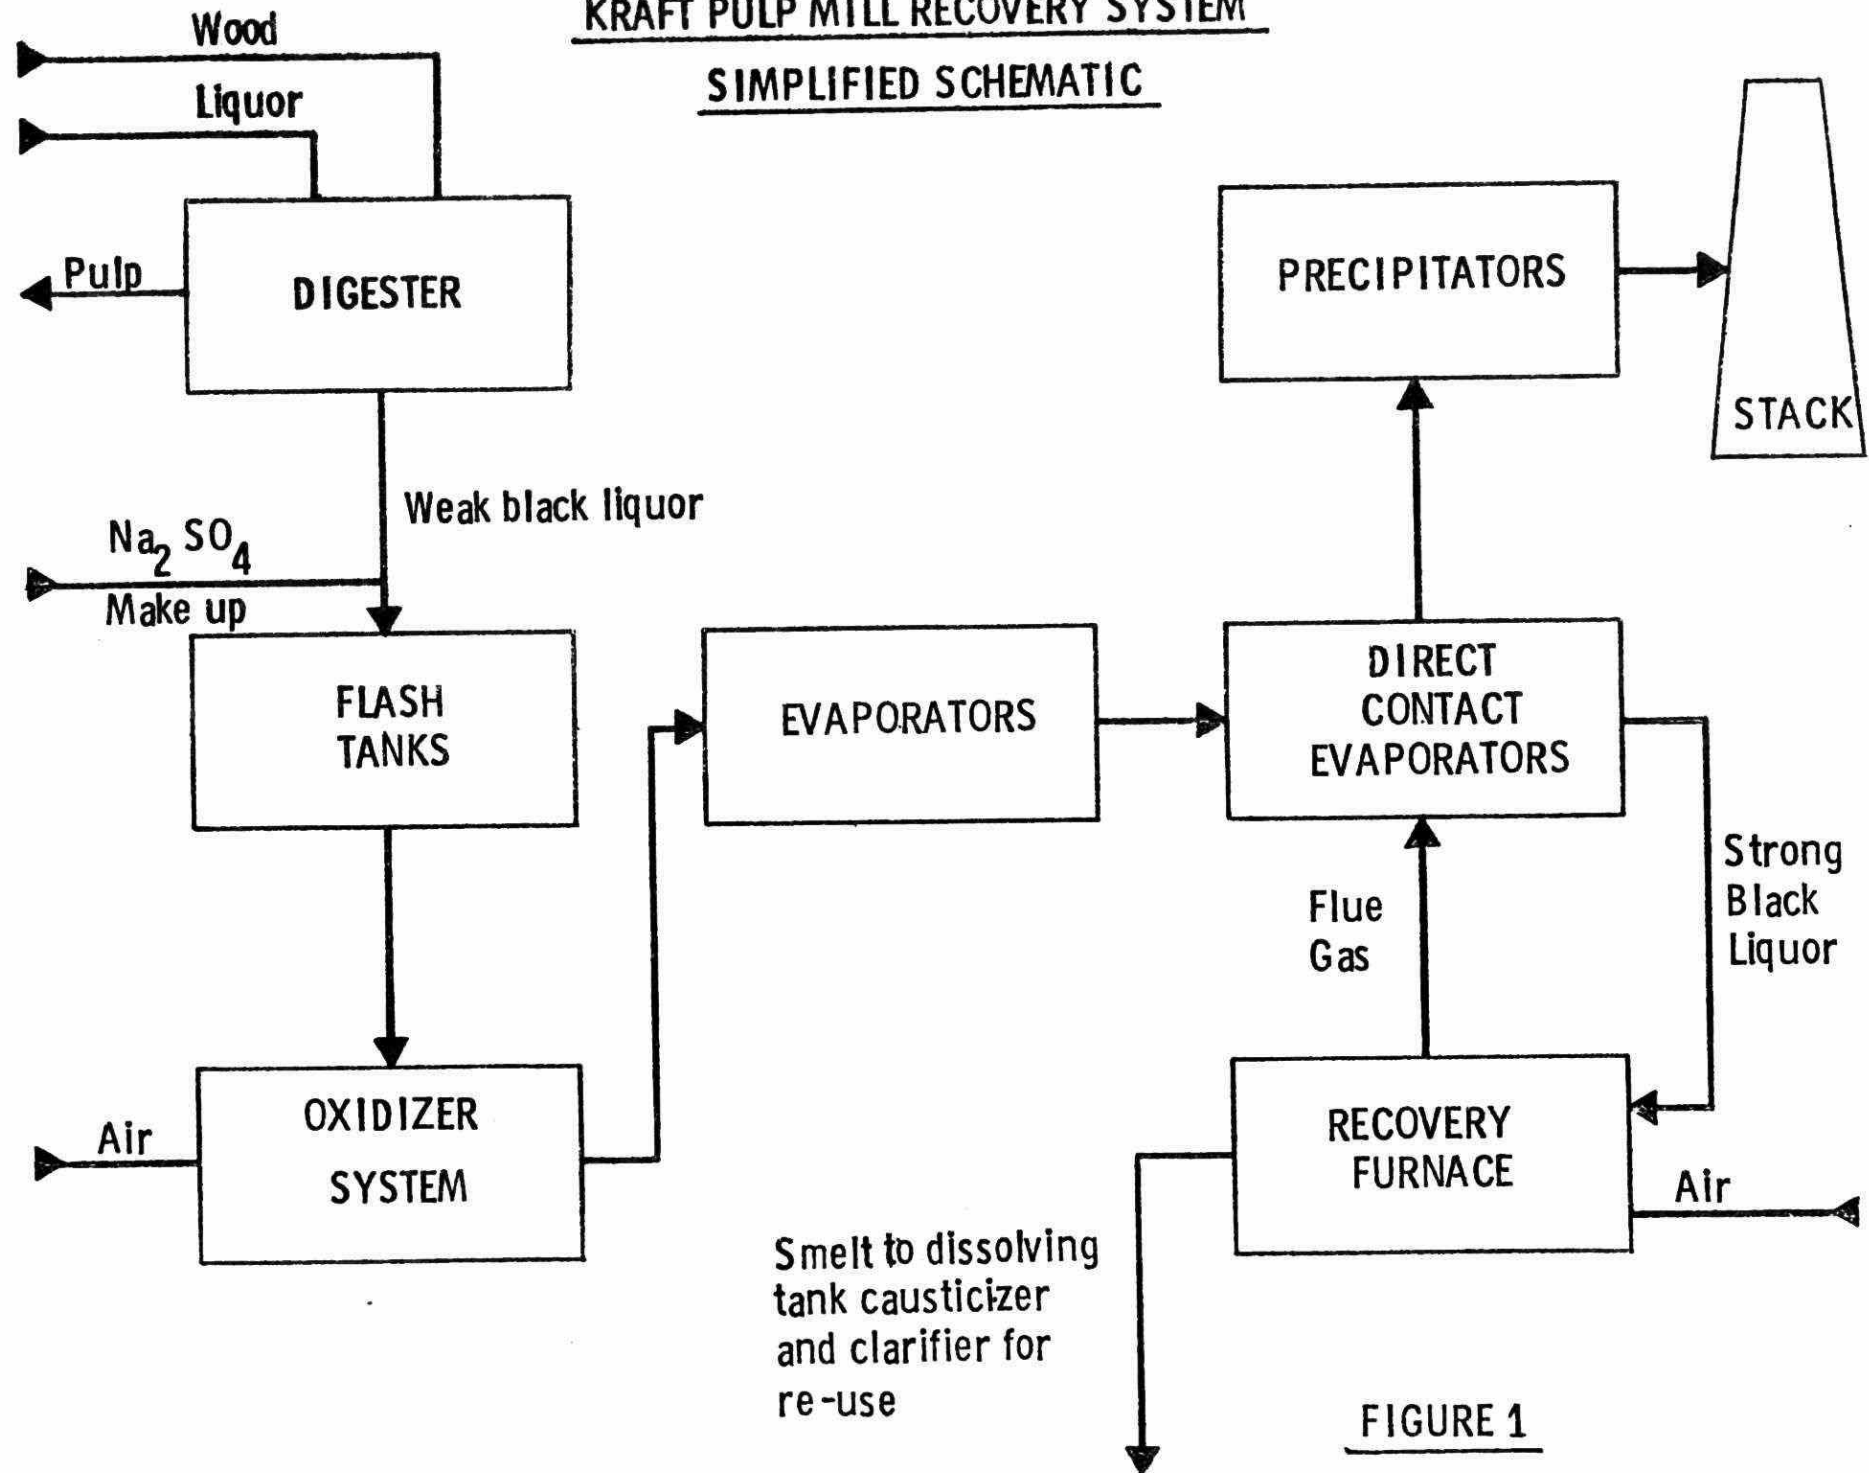 KRAFT PULP MILL RECOVERY SYSTEM
SIMPLIFIED SCHEMATIC
Wood
Liquor
Pulp
DIGESTER
PRECIPITATORS
STACK
Weak black liquor
Na2 SO4
Make up
FLASH
TANKS
EVAPORATORS
DIRECT
CONTACT
EVAPORATORS
Strong
Black
Liquor
Flue
Gas
Air
OXIDIZER
SYSTEM
RECOVERY
FURNACE
Air
Smelt to dissolving
tank causticizer
and clarifier for
re-use
FIGURE 1